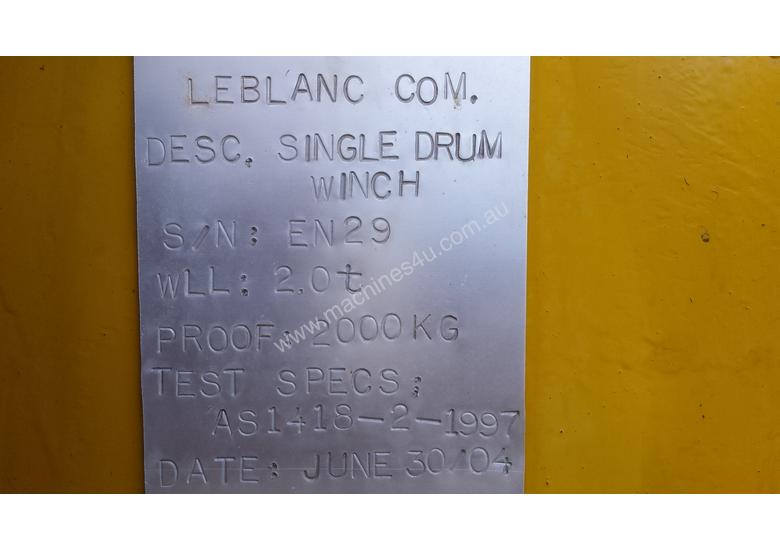 LEBLANC COM.
DESC. SINGLE DRUM
WINCH
S/N: EN29
WLL: 2.0t
PROOF: 2000KG
TEST SPECS:
AS1418-2-1997
DATE: JUNE 30/04
www.machines4u.com.au